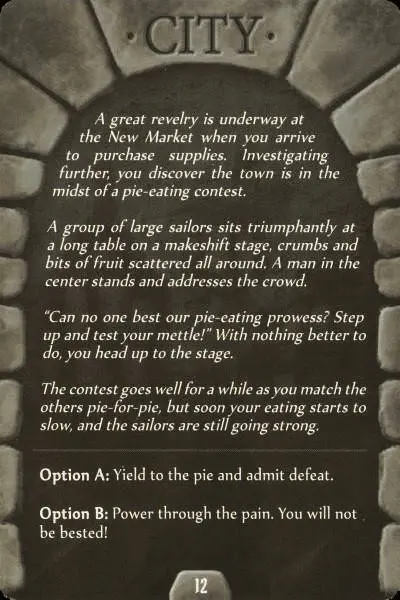 · CITY ·
A great revelry is underway at
the New Market when you arrive
to purchase supplies. Investigating
further, you discover the town is in the
midst of a pie-eating contest.
A group of large sailors sits triumphantly at
a long table on a makeshift stage, crumbs and
bits of fruit scattered all around. A man in the
center stands and addresses the crowd.
“Can no one best our pie-eating prowess? Step
up and test your mettle!” With nothing better to
do, you head up to the stage.
The contest goes well for a while as you match the
others pie-for-pie, but soon your eating starts to
slow, and the sailors are still going strong.
Option A: Yield to the pie and admit defeat.
Option B: Power through the pain. You will not
be bested!
12